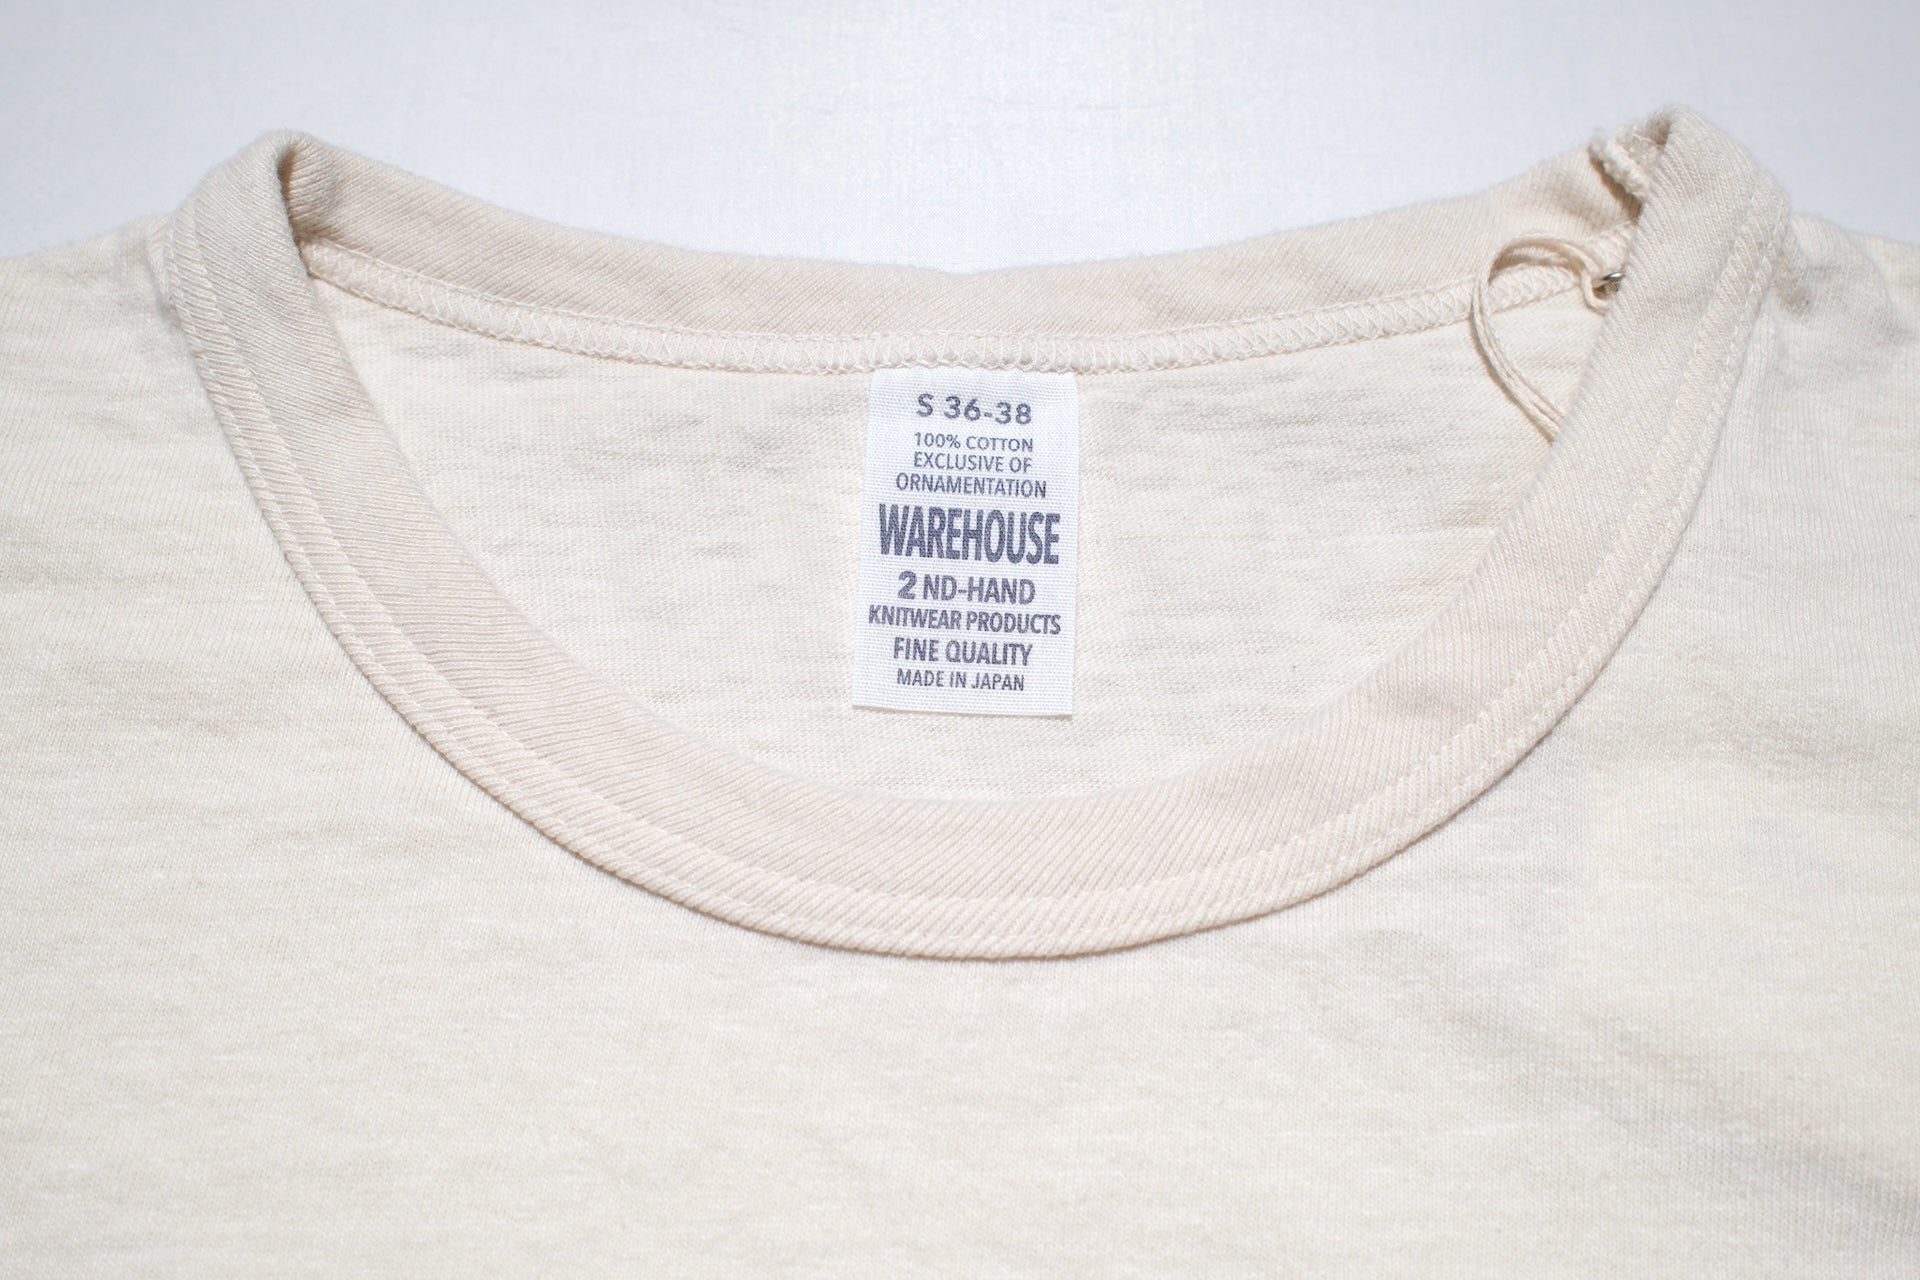 S 36-38
100% COTTON
EXCLUSIVE OF
ORNAMENTATION
WAREHOUSE
2 ND-HAND
KNITWEAR PRODUCTS
FINE QUALITY
MADE IN JAPAN